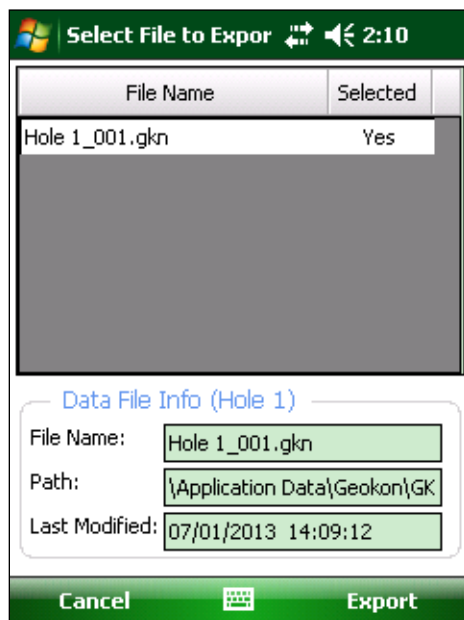 Select File to Expor 2:10
File Name Selected
Hole 1_001.gkn Yes
Data File Info (Hole 1)
File Name: Hole 1_001.gkn
Path: \Application Data\Geokon\GK
Last Modified: 07/01/2013 14:09:12
Cancel Export